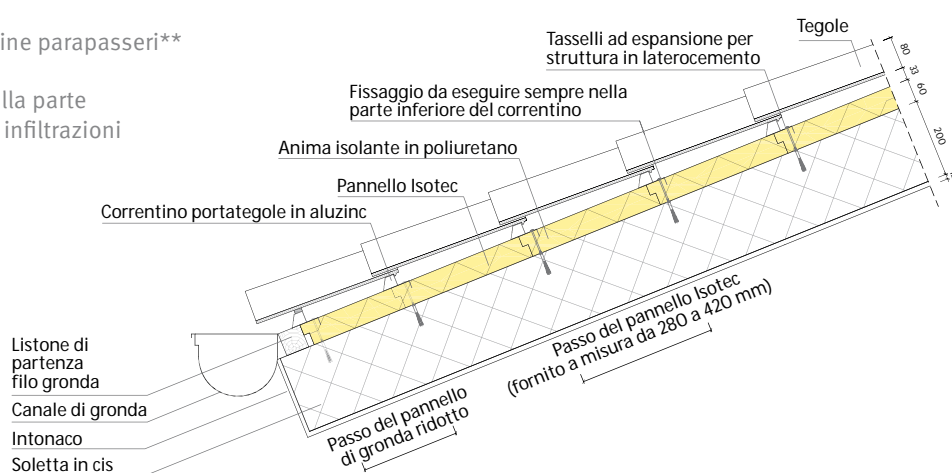 ine parapasseri**
lla parte
infiltrazioni
Tegole
Tasselli ad espansione per
struttura in laterocemento
Fissaggio da eseguire sempre nella
parte inferiore del correntino
Anima isolante in poliuretano
Pannello Isotec
Correntino portategole in aluzinc
80
33
60
200
Listone di
partenza
filo gronda
Canale di gronda
Intonaco
Soletta in cis
Passo del pannello
di gronda ridotto
Passo del pannello Isotec
(fornito a misura da 280 a 420 mm)